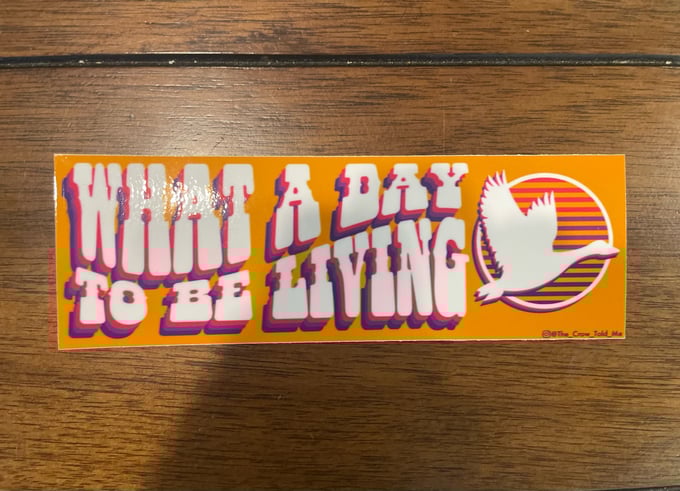 WHAT A DAY
TO BE LIVING
@The_Crow_Told_Me